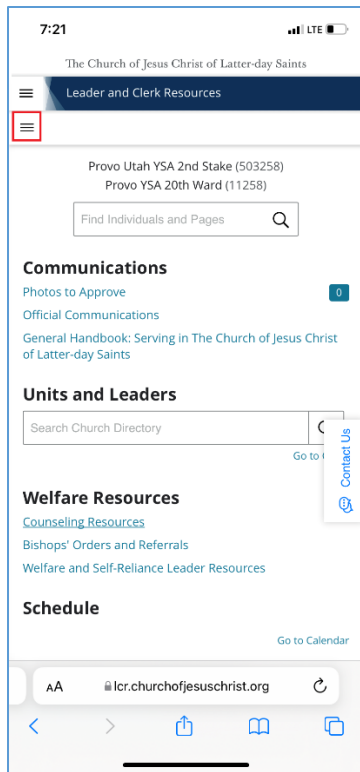 7:21 LTE
The Church of Jesus Christ of Latter-day Saints
Leader and Clerk Resources
Provo Utah YSA 2nd Stake (503258)
Provo YSA 20th Ward (11258)
Find Individuals and Pages
Communications
Photos to Approve 0
Official Communications
General Handbook: Serving in The Church of Jesus Christ
of Latter-day Saints
Units and Leaders
Search Church Directory
Go to
Contact Us
Welfare Resources
Counseling Resources
Bishops' Orders and Referrals
Welfare and Self-Reliance Leader Resources
Schedule
Go to Calendar
AA lcr.churchofjesuschrist.org